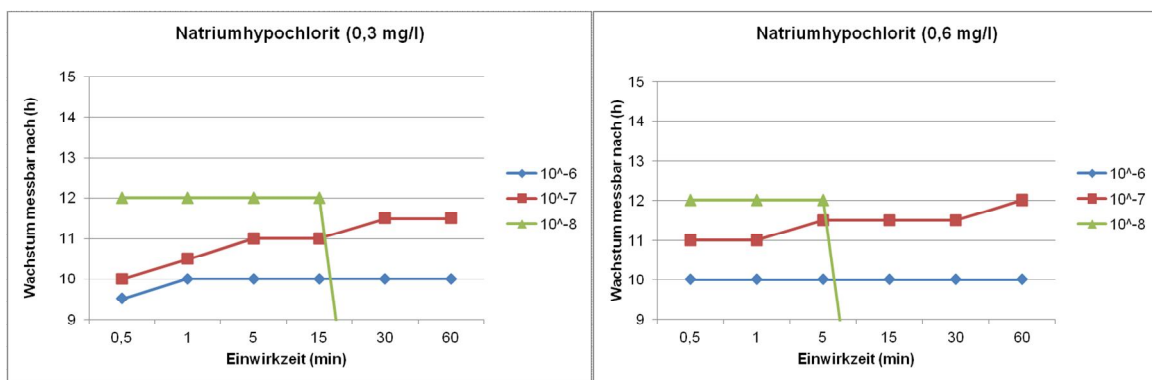 Natriumhypochlorit (0,3 mg/l)
Wachstum messbar nach (h)
15
14
13
12
11
10
9
0,5 1 5 15 30 60
Einwirkzeit (min)
10^-6
10^-7
10^-8
Natriumhypochlorit (0,6 mg/l)
Wachstum messbar nach (h)
15
14
13
12
11
10
9
0,5 1 5 15 30 60
Einwirkzeit (min)
10^-6
10^-7
10^-8